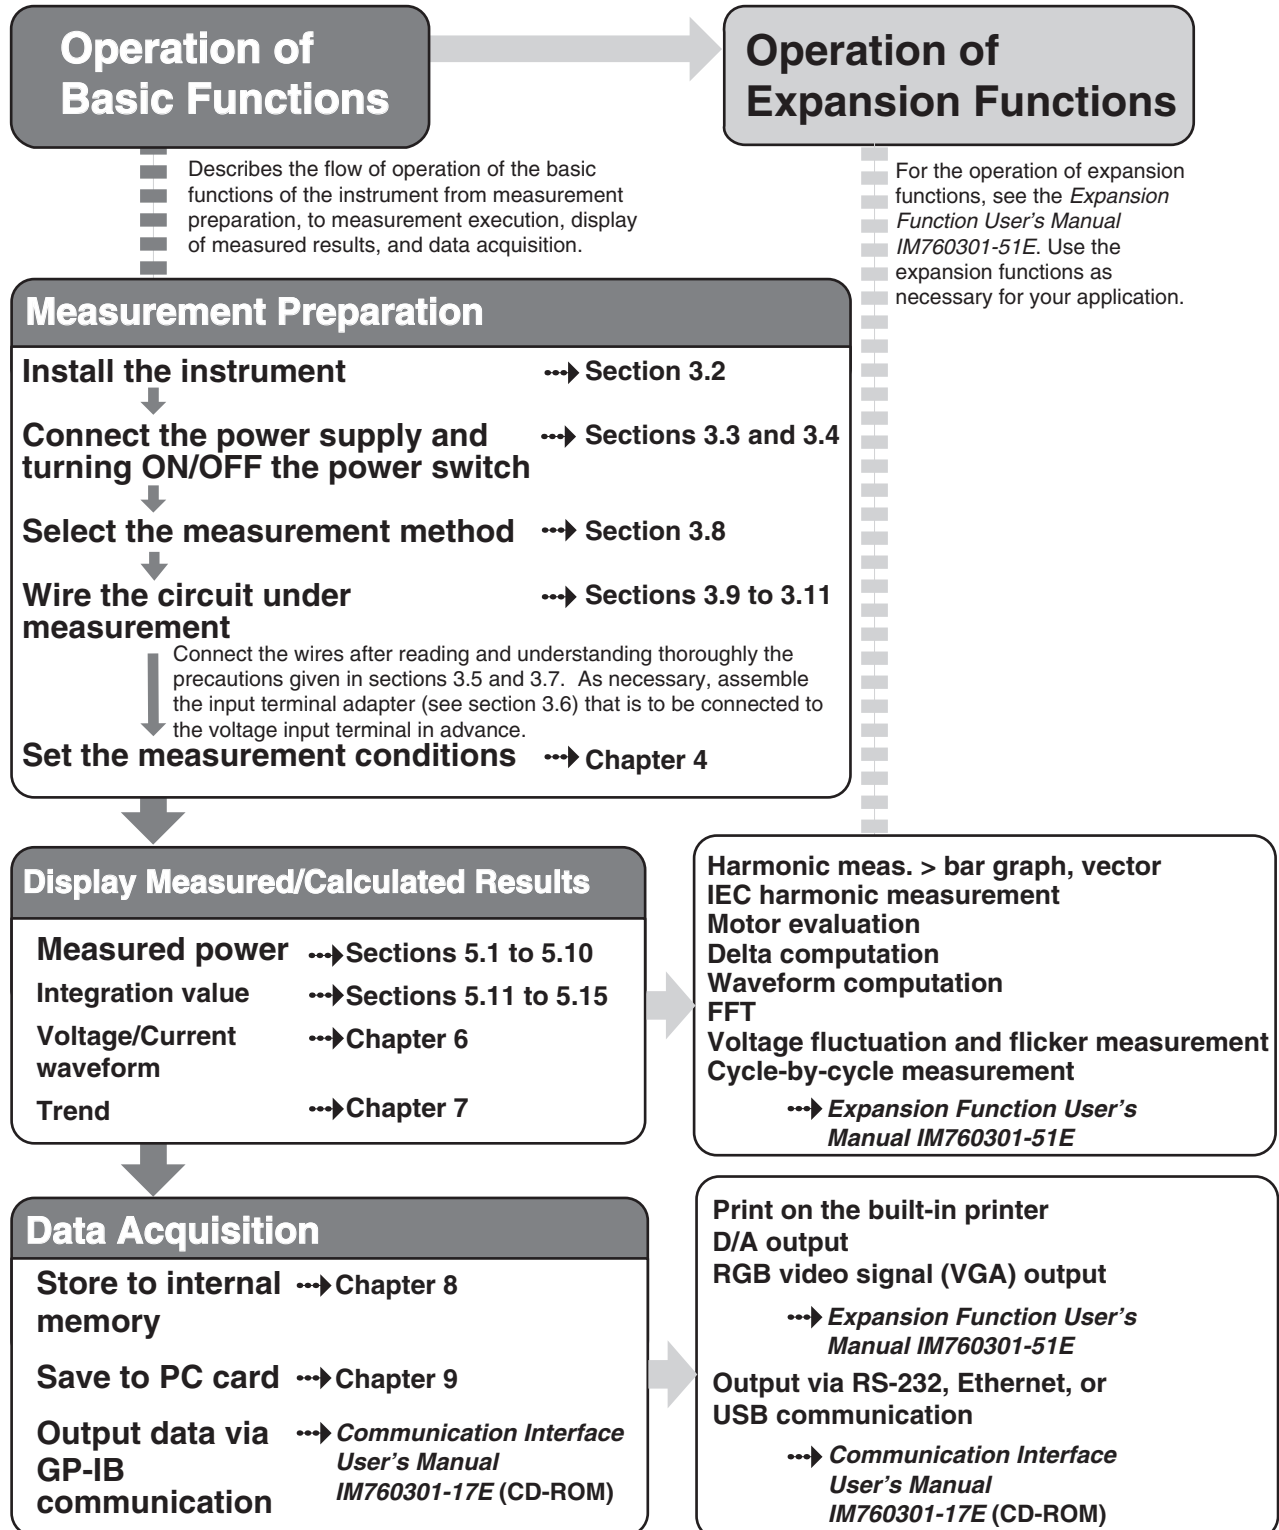 Operation of
Basic Functions
Operation of
Expansion Functions
Describes the flow of operation of the basic
functions of the instrument from measurement
preparation, to measurement execution, display
of measured results, and data acquisition.
For the operation of expansion
functions, see the Expansion
Function User's Manual
IM760301-51E. Use the
expansion functions as
necessary for your application.
Measurement Preparation
Install the instrument
Section 3.2
Connect the power supply and
turning ON/OFF the power switch
Sections 3.3 and 3.4
Select the measurement method
Section 3.8
Wire the circuit under
measurement
Sections 3.9 to 3.11
Connect the wires after reading and understanding thoroughly the
precautions given in sections 3.5 and 3.7. As necessary, assemble
the input terminal adapter (see section 3.6) that is to be connected to
the voltage input terminal in advance.
Set the measurement conditions
Chapter 4
Display Measured/Calculated Results
Measured power
Sections 5.1 to 5.10
Integration value
Sections 5.11 to 5.15
Voltage/Current
waveform
Chapter 6
Trend
Chapter 7
Harmonic meas. > bar graph, vector
IEC harmonic measurement
Motor evaluation
Delta computation
Waveform computation
FFT
Voltage fluctuation and flicker measurement
Cycle-by-cycle measurement
Expansion Function User's
Manual IM760301-51E
Data Acquisition
Store to internal
memory
Chapter 8
Save to PC card
Chapter 9
Output data via
GP-IB
communication
Communication Interface
User's Manual
IM760301-17E (CD-ROM)
Print on the built-in printer
D/A output
RGB video signal (VGA) output
Expansion Function User's
Manual IM760301-51E
Output via RS-232, Ethernet, or
USB communication
Communication Interface
User's Manual
IM760301-17E (CD-ROM)